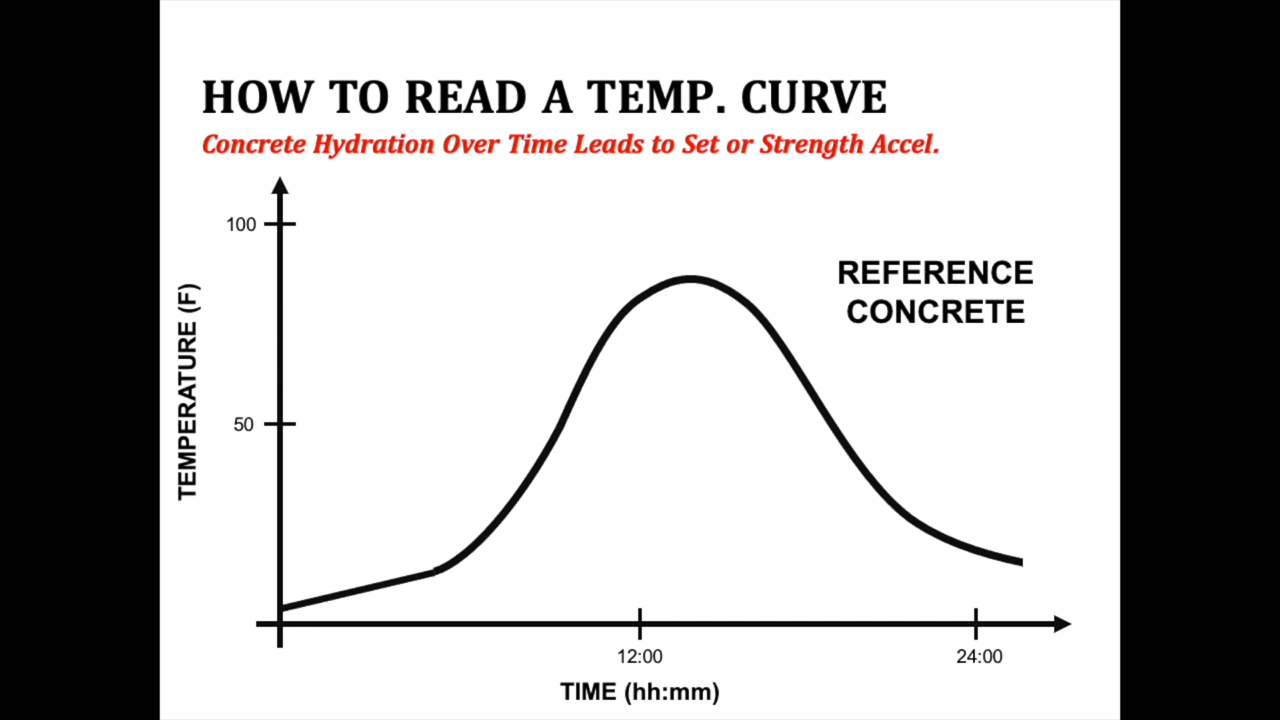 HOW TO READ A TEMP. CURVE
Concrete Hydration Over Time Leads to Set or Strength Accel.
100
REFERENCE
CONCRETE
TEMPERATURE (F)
50
12:00
24:00
TIME (hh:mm)